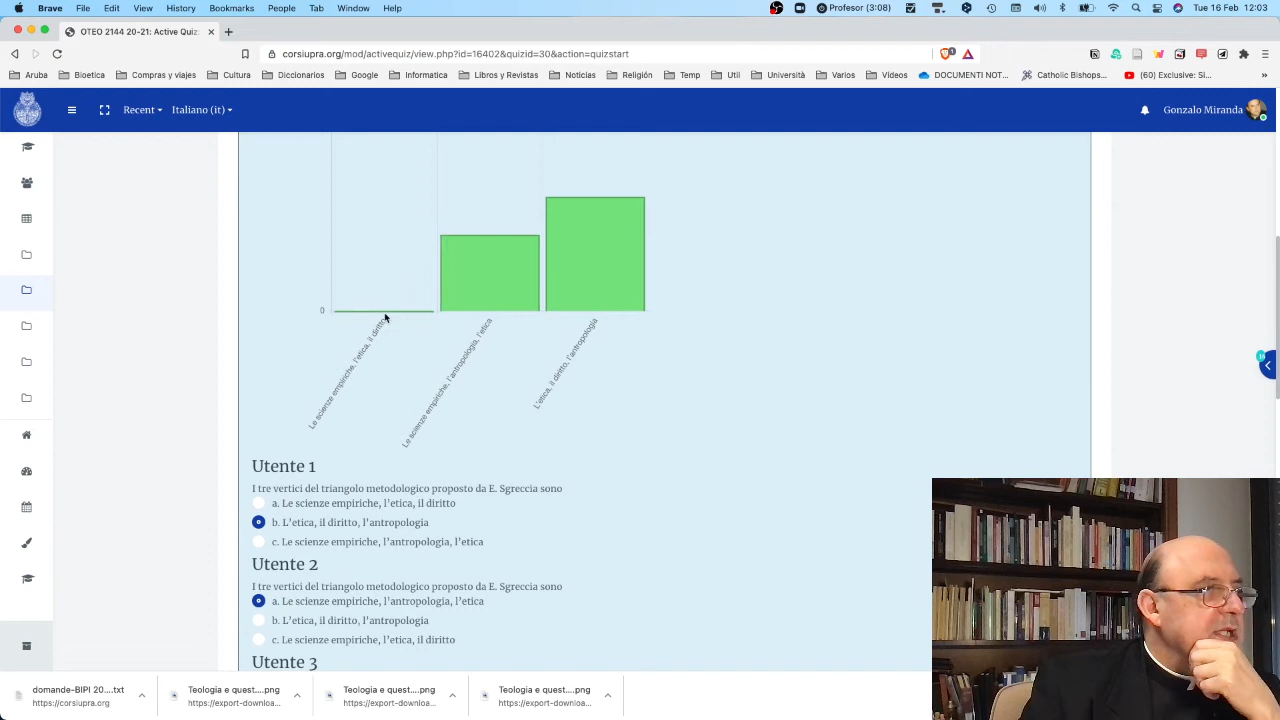 Brave File Edit View History Bookmarks People Tab Window Help
Profesor (3:08) Tue 16 Feb 12:03
OTEO 2144 20-21: Active Quiz:
corsiupra.org/mod/activequiz/view.php?id=16402&quizid=30&action=quizstart
Aruba Bioetica Compras y viajes Cultura Diccionarios Google Informatica Libros y Revistas Noticias Religión Temp Util Università Varios Vídeos DOCUMENTI NOT... Catholic Bishops... (60) Exclusive: Si...
Recent Italiano (it) Gonzalo Miranda
0
Le scienze empiriche, l'etica, il diritto
Le scienze empiriche, l'antropologia, l'etica
L'etica, il diritto, l'antropologia
Utente 1
I tre vertici del triangolo metodologico proposto da E. Sgreccia sono
a. Le scienze empiriche, l'etica, il diritto
b. L'etica, il diritto, l'antropologia
c. Le scienze empiriche, l'antropologia, l'etica
Utente 2
I tre vertici del triangolo metodologico proposto da E. Sgreccia sono
a. Le scienze empiriche, l'antropologia, l'etica
b. L'etica, il diritto, l'antropologia
c. Le scienze empiriche, l'etica, il diritto
Utente 3
domande-BIPI 20....txt Teologia e quest....png Teologia e quest....png Teologia e quest....png
https://corsiupra.org https://export-downloa... https://export-downloa... https://export-downloa...